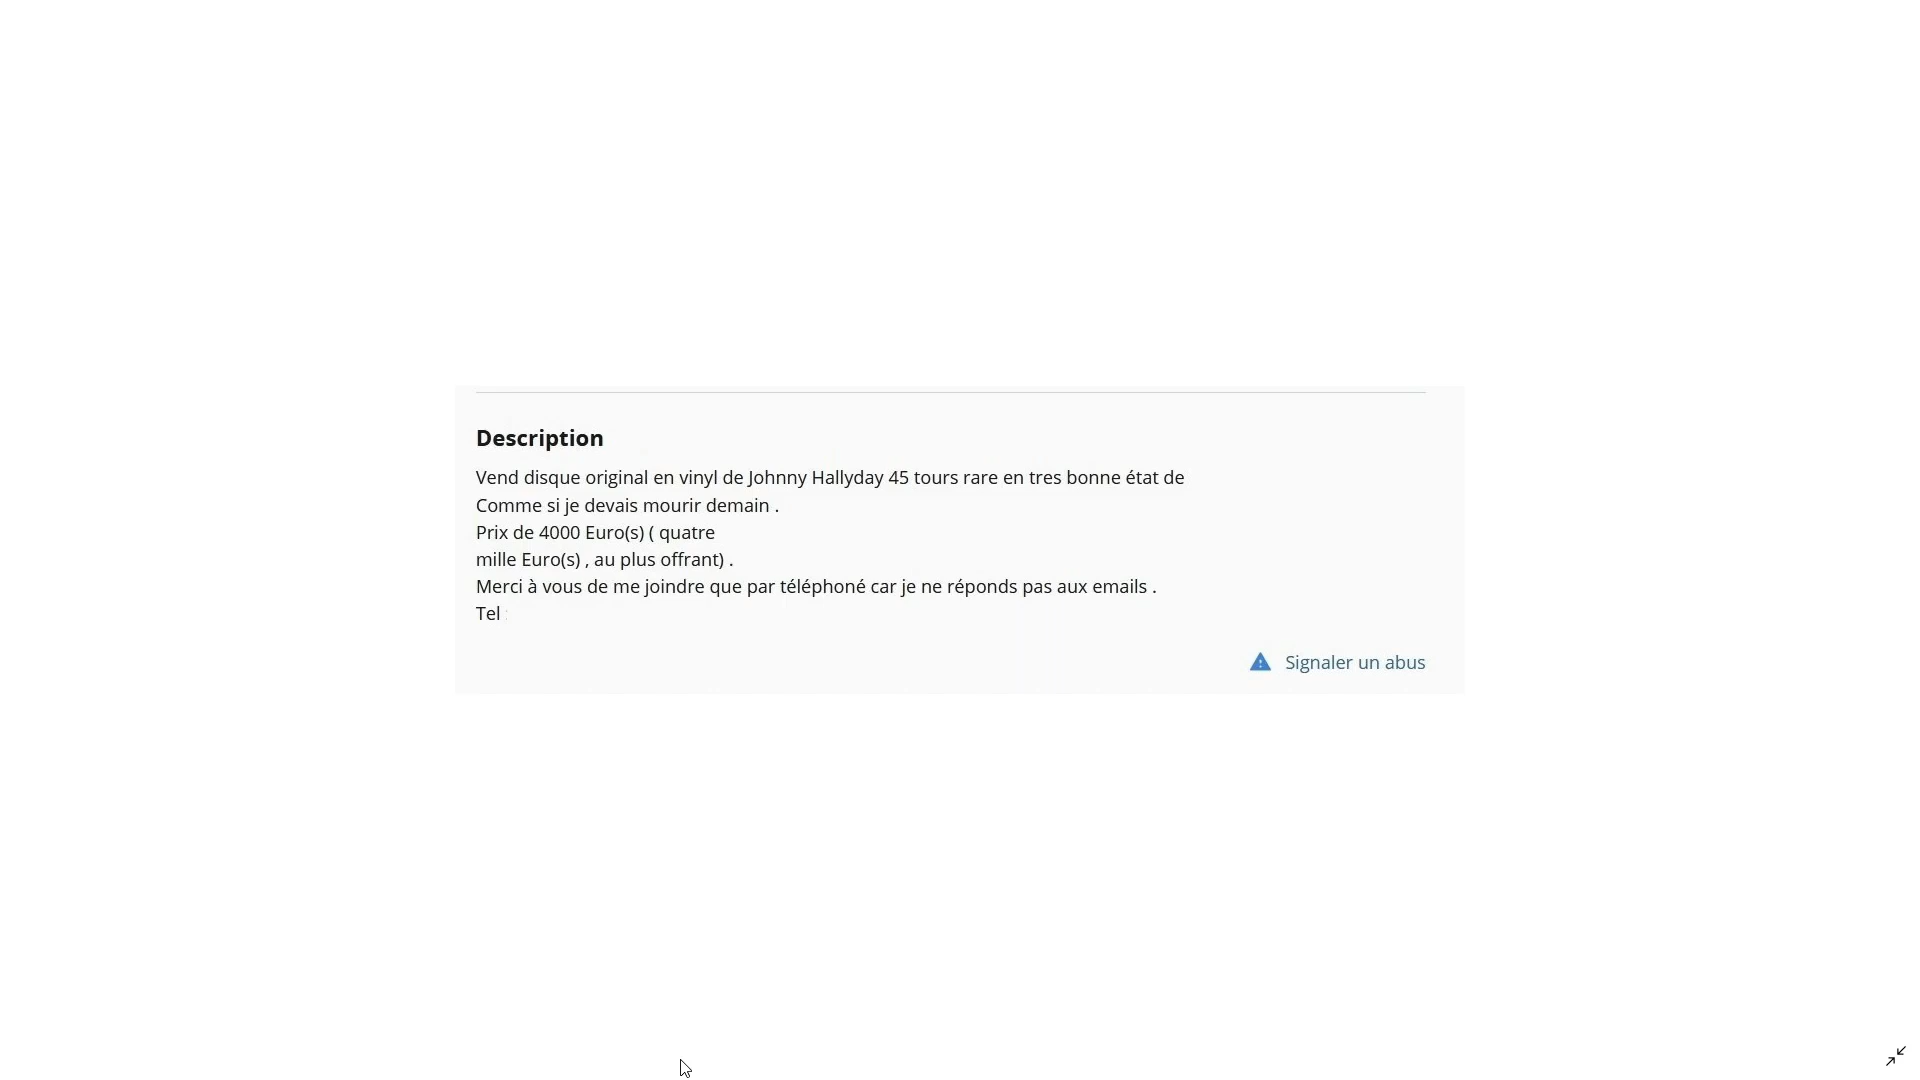 Description
Vend disque original en vinyl de Johnny Hallyday 45 tours rare en tres bonne état de
Comme si je devais mourir demain .
Prix de 4000 Euro(s) ( quatre
mille Euro(s) , au plus offrant) .
Merci à vous de me joindre que par téléphoné car je ne réponds pas aux emails .
Tel :
Signaler un abus